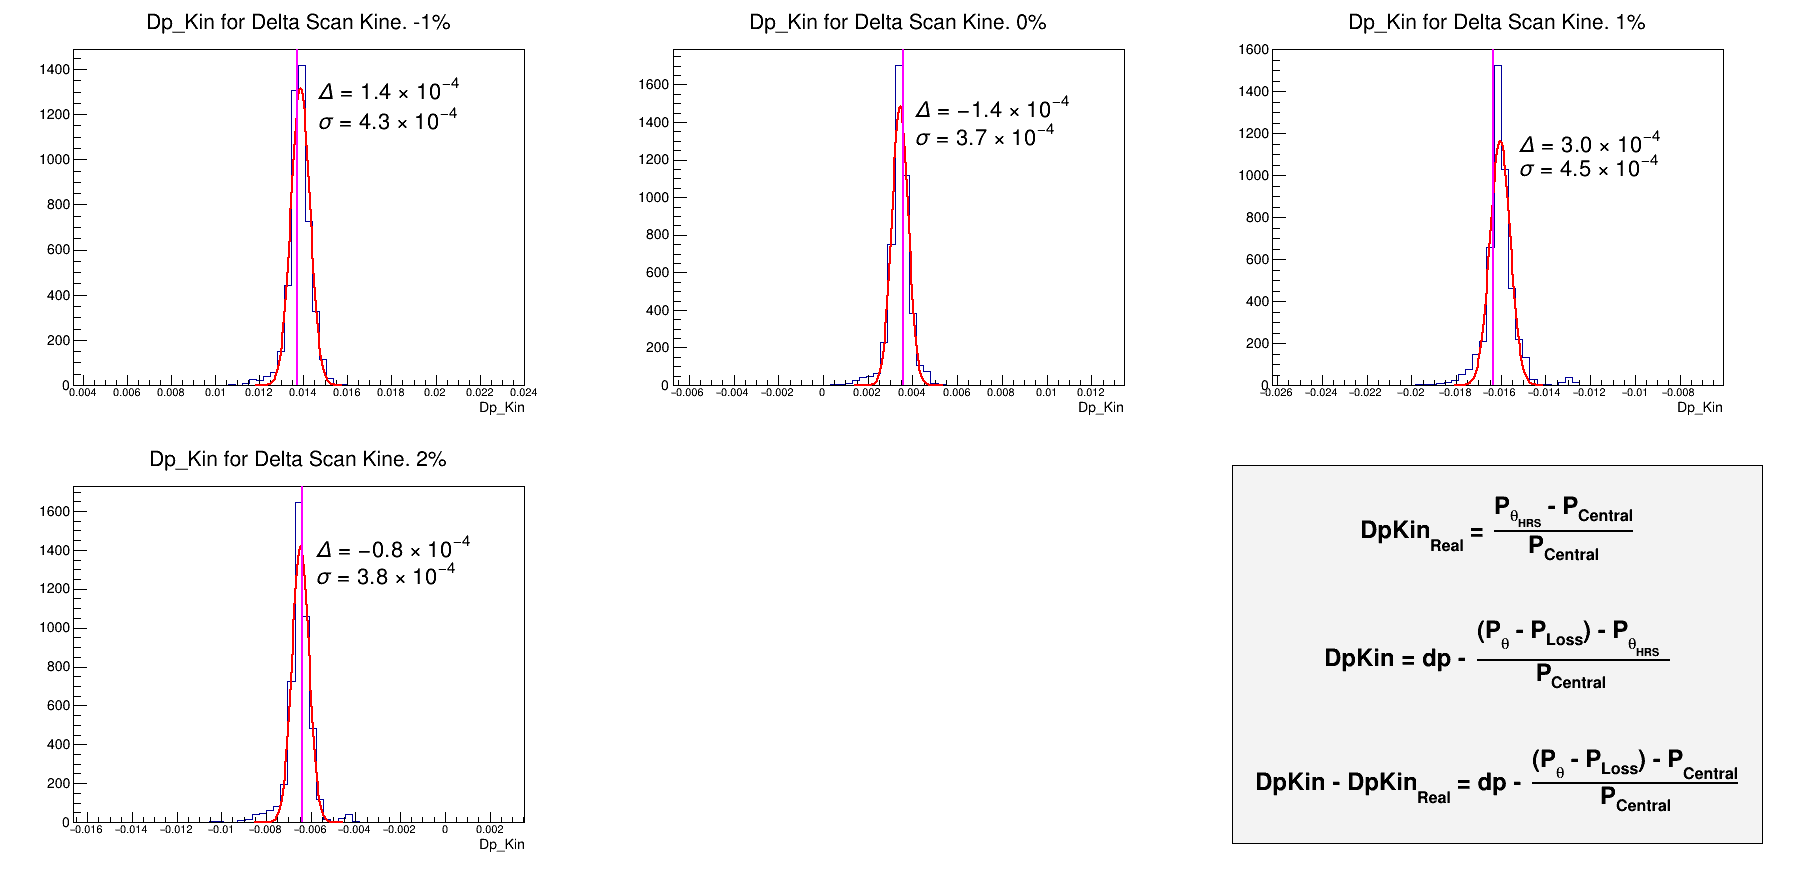 Dp_Kin for Delta Scan Kine. -1%
1400
1200
1000
800
600
400
200
0
Δ = 1.4 × 10⁻⁴
σ = 4.3 × 10⁻⁴
0.004 0.006 0.008 0.01 0.012 0.014 0.016 0.018 0.02 0.022 0.024
Dp_Kin
Dp_Kin for Delta Scan Kine. 0%
1600
1400
1200
1000
800
600
400
200
0
Δ = −1.4 × 10⁻⁴
σ = 3.7 × 10⁻⁴
−0.006 −0.004 −0.002 0 0.002 0.004 0.006 0.008 0.01 0.012
Dp_Kin
Dp_Kin for Delta Scan Kine. 1%
1600
1400
1200
1000
800
600
400
200
0
Δ = 3.0 × 10⁻⁴
σ = 4.5 × 10⁻⁴
−0.026 −0.024 −0.022 −0.02 −0.018 −0.016 −0.014 −0.012 −0.01 −0.008
Dp_Kin
Dp_Kin for Delta Scan Kine. 2%
1600
1400
1200
1000
800
600
400
200
0
Δ = −0.8 × 10⁻⁴
σ = 3.8 × 10⁻⁴
−0.016 −0.014 −0.012 −0.01 −0.008 −0.006 −0.004 −0.002 0 0.002
Dp_Kin
P_θ_HRS - P_Central
DpKin_Real =
P_Central
(P_θ - P_Loss) - P_θ_HRS
DpKin = dp -
P_Central
(P_θ - P_Loss) - P_Central
DpKin - DpKin_Real = dp -
P_Central